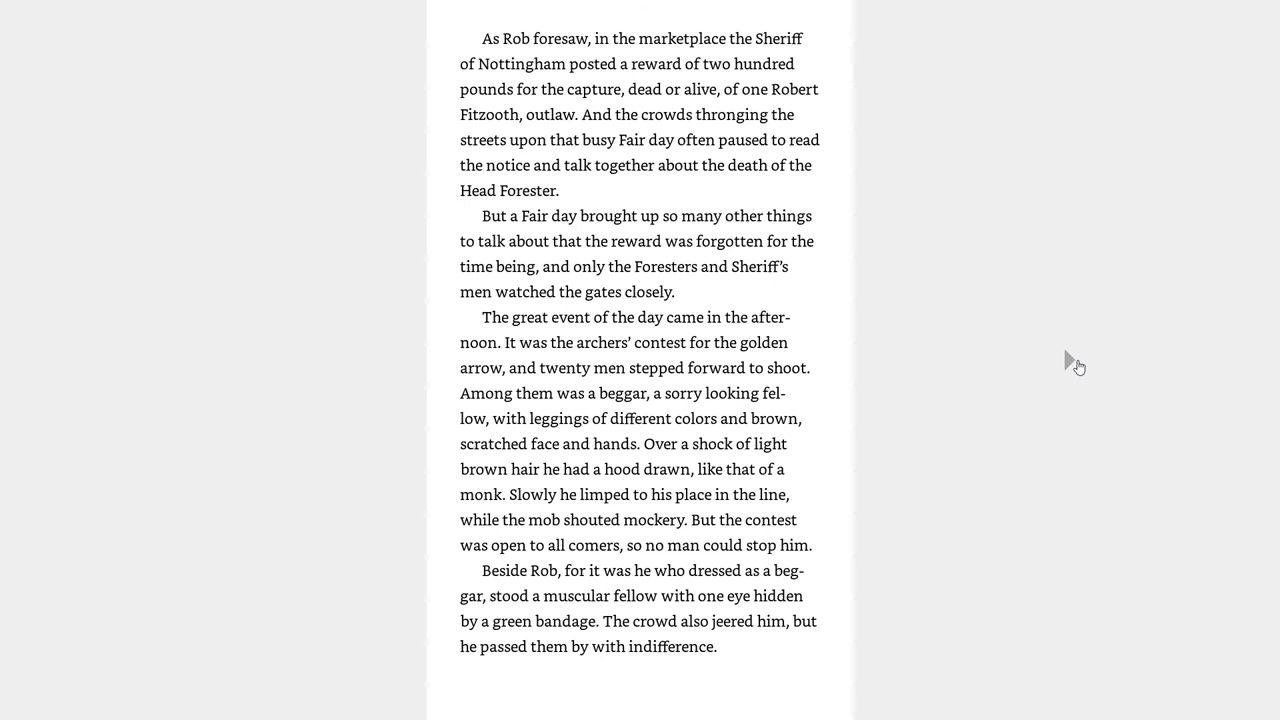 As Rob foresaw, in the marketplace the Sheriff
of Nottingham posted a reward of two hundred
pounds for the capture, dead or alive, of one Robert
Fitzooth, outlaw. And the crowds thronging the
streets upon that busy Fair day often paused to read
the notice and talk together about the death of the
Head Forester.
But a Fair day brought up so many other things
to talk about that the reward was forgotten for the
time being, and only the Foresters and Sheriff’s
men watched the gates closely.
The great event of the day came in the after-
noon. It was the archers’ contest for the golden
arrow, and twenty men stepped forward to shoot.
Among them was a beggar, a sorry looking fel-
low, with leggings of different colors and brown,
scratched face and hands. Over a shock of light
brown hair he had a hood drawn, like that of a
monk. Slowly he limped to his place in the line,
while the mob shouted mockery. But the contest
was open to all comers, so no man could stop him.
Beside Rob, for it was he who dressed as a beg-
gar, stood a muscular fellow with one eye hidden
by a green bandage. The crowd also jeered him, but
he passed them by with indifference.